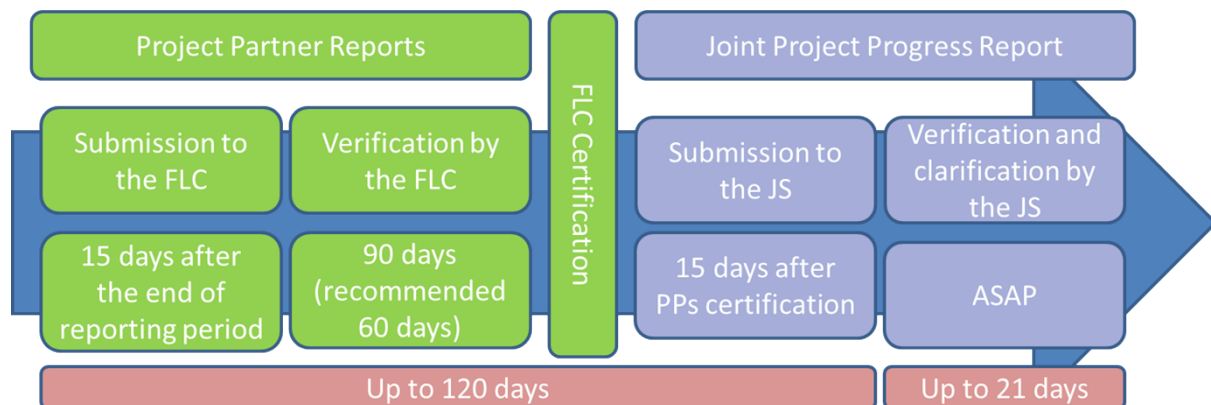 Project Partner Reports
FLC Certification
Joint Project Progress Report
Submission to
the FLC
Verification by
the FLC
Submission to
the JS
Verification and
clarification by
the JS
15 days after
the end of
reporting period
90 days
(recommended
60 days)
15 days after
PPs certification
ASAP
Up to 120 days
Up to 21 days